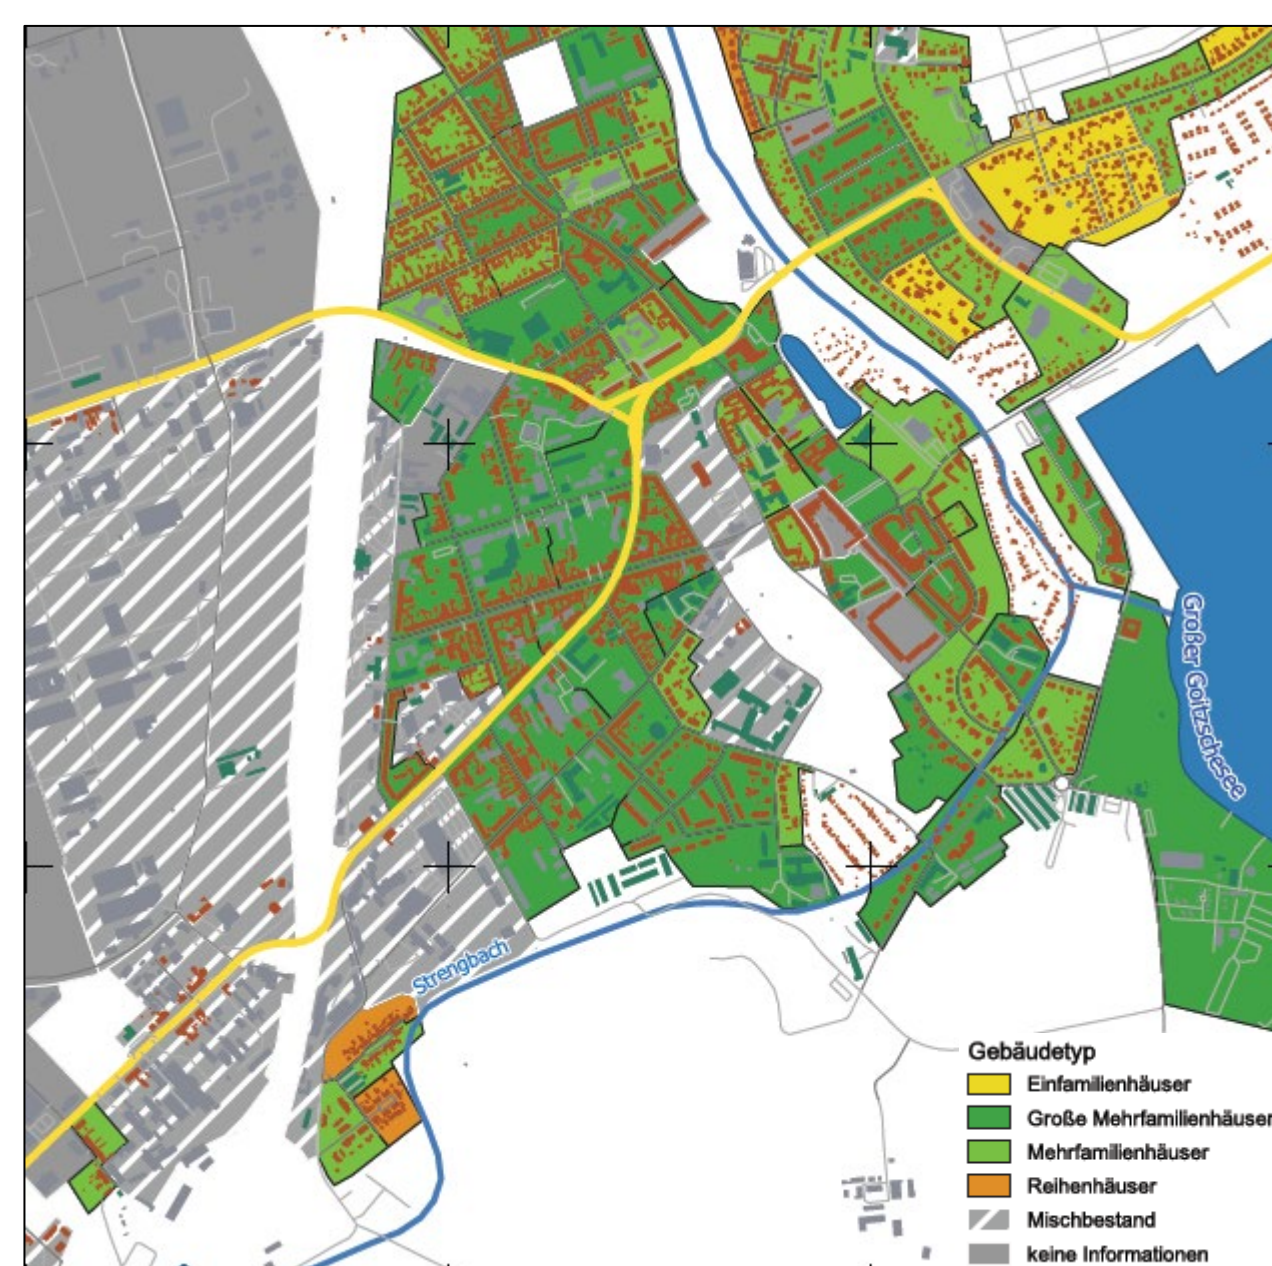 Großer Goitzschesee
Strengbach
Gebäudetyp
Einfamilienhäuser
Große Mehrfamilienhäuser
Mehrfamilienhäuser
Reihenhäuser
Mischbestand
keine Informationen